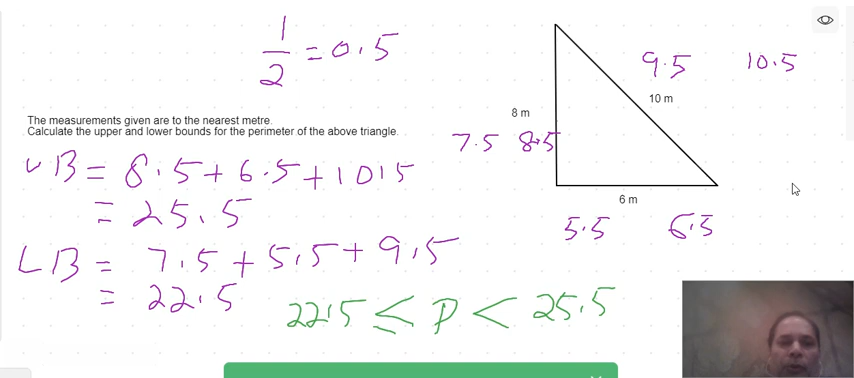 1/2 = 0.5
9.5 10.5
10 m
8 m
The measurements given are to the nearest metre.
Calculate the upper and lower bounds for the perimeter of the above triangle.
7.5 8.5
6 m
5.5 6.5
UB = 8.5 + 6.5 + 10.5
= 25.5
LB = 7.5 + 5.5 + 9.5
= 22.5
22.5 ≤ P < 25.5